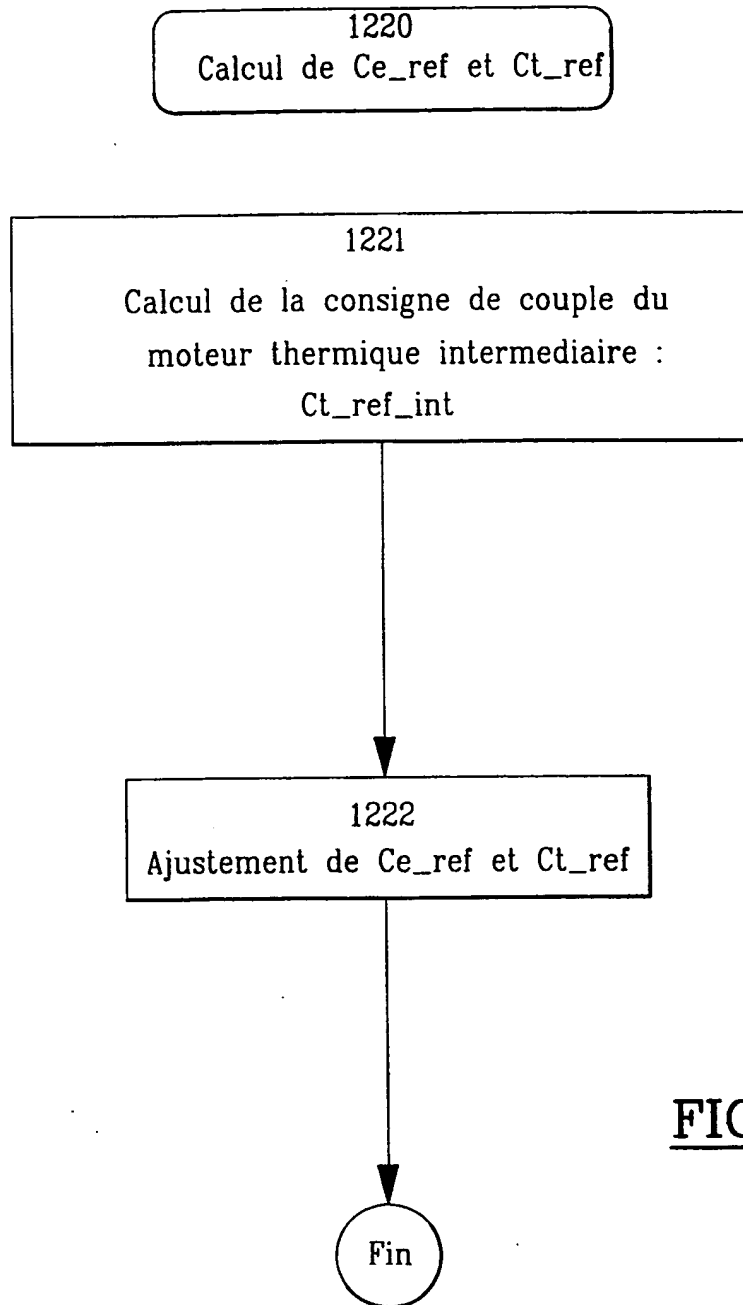 1220
Calcul de Ce_ref et Ct_ref
1221
Calcul de la consigne de couple du
moteur thermique intermediaire :
Ct_ref_int
1222
Ajustement de Ce_ref et Ct_ref
Fin